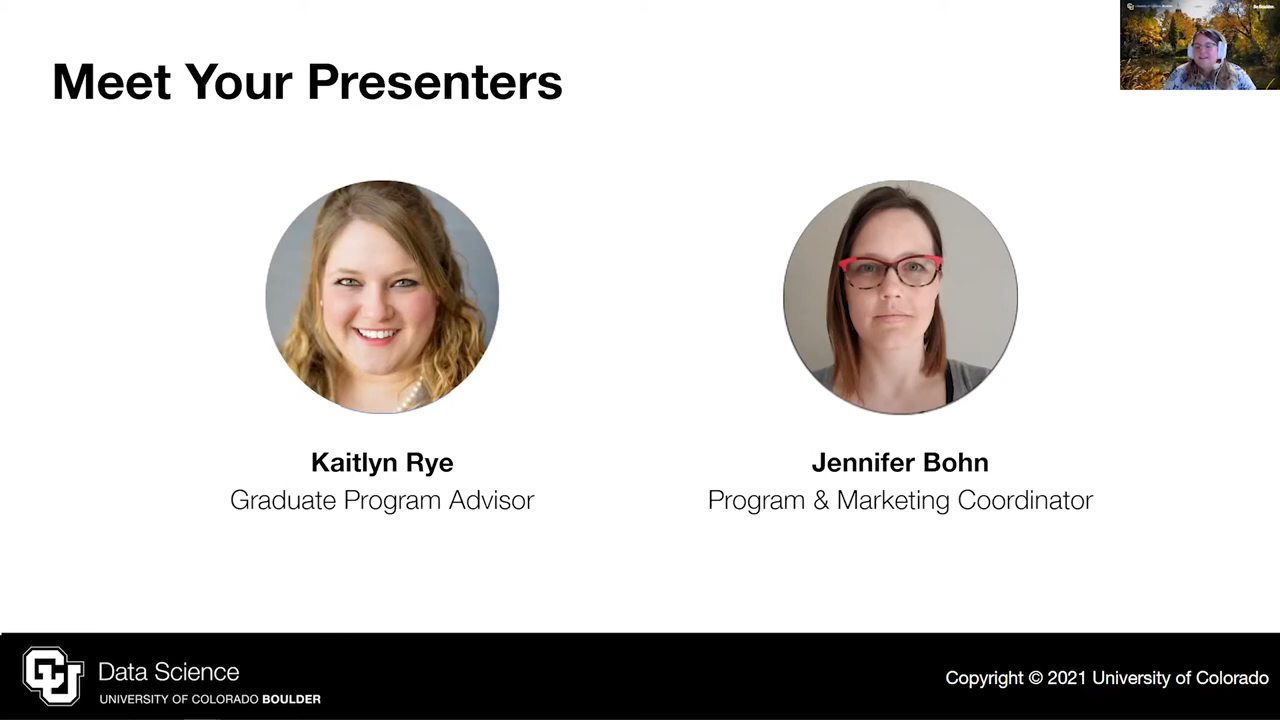 Meet Your Presenters
Kaitlyn Rye
Graduate Program Advisor
Jennifer Bohn
Program & Marketing Coordinator
CU
Data Science
UNIVERSITY OF COLORADO BOULDER
Copyright © 2021 University of Colorado